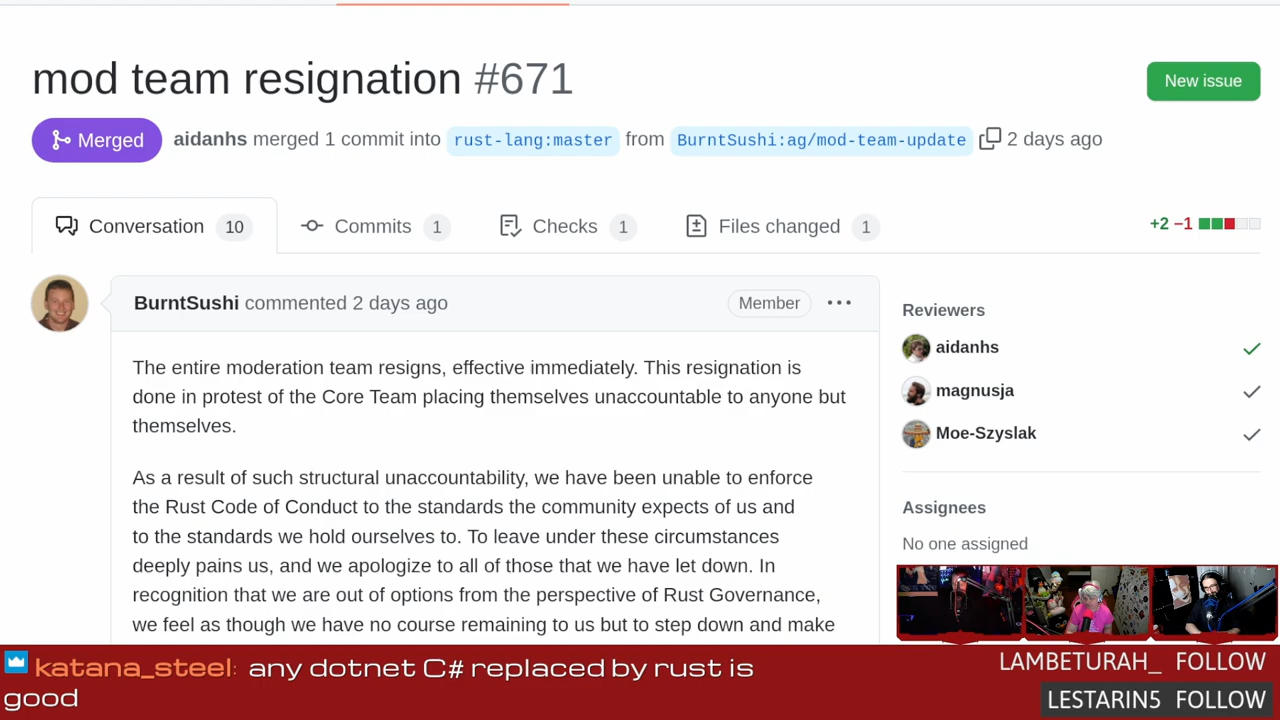 mod team resignation #671
New issue
Merged
aidanhs merged 1 commit into rust-lang:master from BurntSushi:ag/mod-team-update 2 days ago
Conversation 10
Commits 1
Checks 1
Files changed 1
+2 −1
BurntSushi commented 2 days ago
Member
The entire moderation team resigns, effective immediately. This resignation is
done in protest of the Core Team placing themselves unaccountable to anyone but
themselves.
As a result of such structural unaccountability, we have been unable to enforce
the Rust Code of Conduct to the standards the community expects of us and
to the standards we hold ourselves to. To leave under these circumstances
deeply pains us, and we apologize to all of those that we have let down. In
recognition that we are out of options from the perspective of Rust Governance,
we feel as though we have no course remaining to us but to step down and make
Reviewers
aidanhs
magnusja
Moe-Szyslak
Assignees
No one assigned
katana_steel: any dotnet C# replaced by rust is
good
LAMBETURAH_ FOLLOW
LESTARIN5 FOLLOW